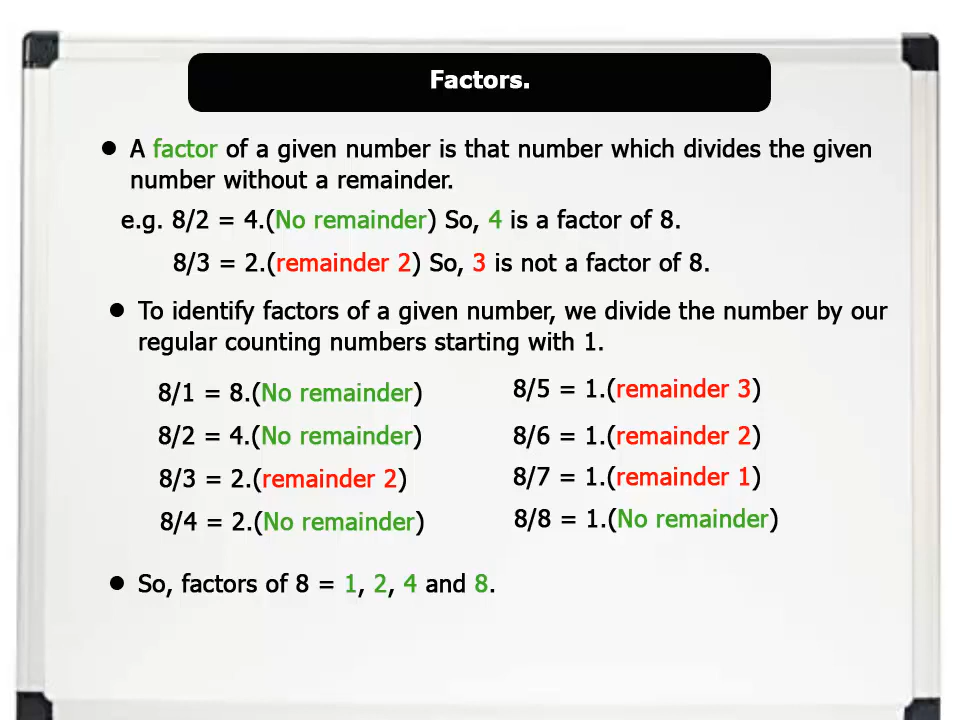 Factors.
● A factor of a given number is that number which divides the given
number without a remainder.
e.g. 8/2 = 4.(No remainder) So, 4 is a factor of 8.
8/3 = 2.(remainder 2) So, 3 is not a factor of 8.
● To identify factors of a given number, we divide the number by our
regular counting numbers starting with 1.
8/1 = 8.(No remainder)
8/2 = 4.(No remainder)
8/3 = 2.(remainder 2)
8/4 = 2.(No remainder)
8/5 = 1.(remainder 3)
8/6 = 1.(remainder 2)
8/7 = 1.(remainder 1)
8/8 = 1.(No remainder)
● So, factors of 8 = 1, 2, 4 and 8.